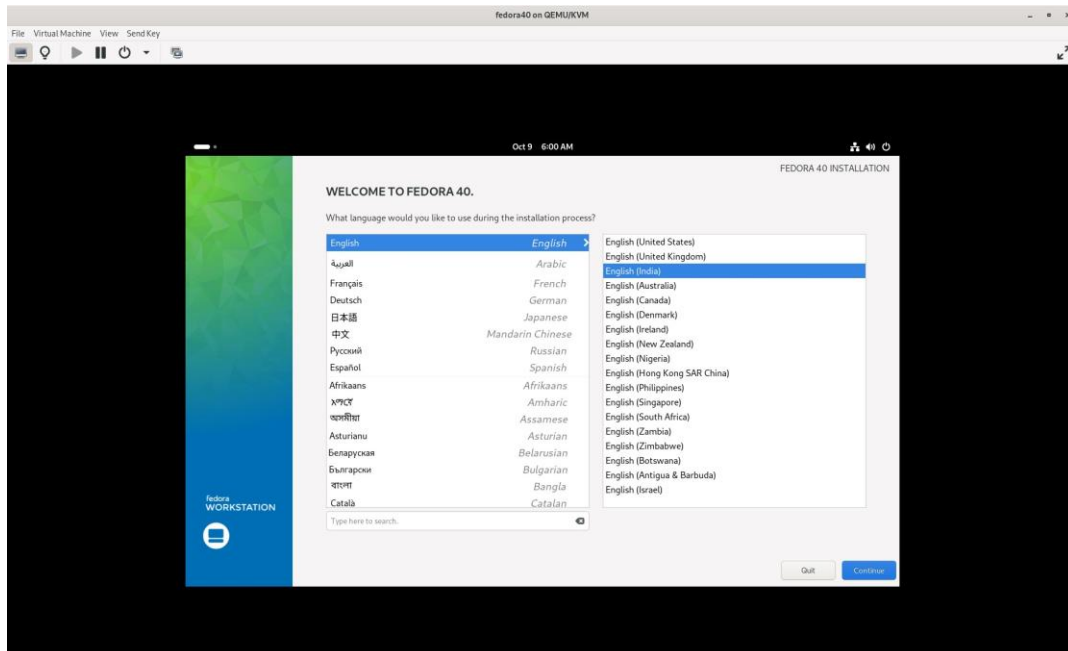 fedora40 on QEMU/KVM
File Virtual Machine View Send Key
Oct 9 6:00 AM
FEDORA 40 INSTALLATION
WELCOME TO FEDORA 40.
What language would you like to use during the installation process?
English English
العربية Arabic
Français French
Deutsch German
日本語 Japanese
中文 Mandarin Chinese
Русский Russian
Español Spanish
Afrikaans Afrikaans
አማርኛ Amharic
অসমীয়া Assamese
Asturianu Asturian
Беларуская Belarusian
Български Bulgarian
বাংলা Bangla
Català Catalan
Type here to search.
English (United States)
English (United Kingdom)
English (India)
English (Australia)
English (Canada)
English (Denmark)
English (Ireland)
English (New Zealand)
English (Nigeria)
English (Hong Kong SAR China)
English (Philippines)
English (Singapore)
English (South Africa)
English (Zambia)
English (Zimbabwe)
English (Botswana)
English (Antigua & Barbuda)
English (Israel)
fedora
WORKSTATION
Quit Continue